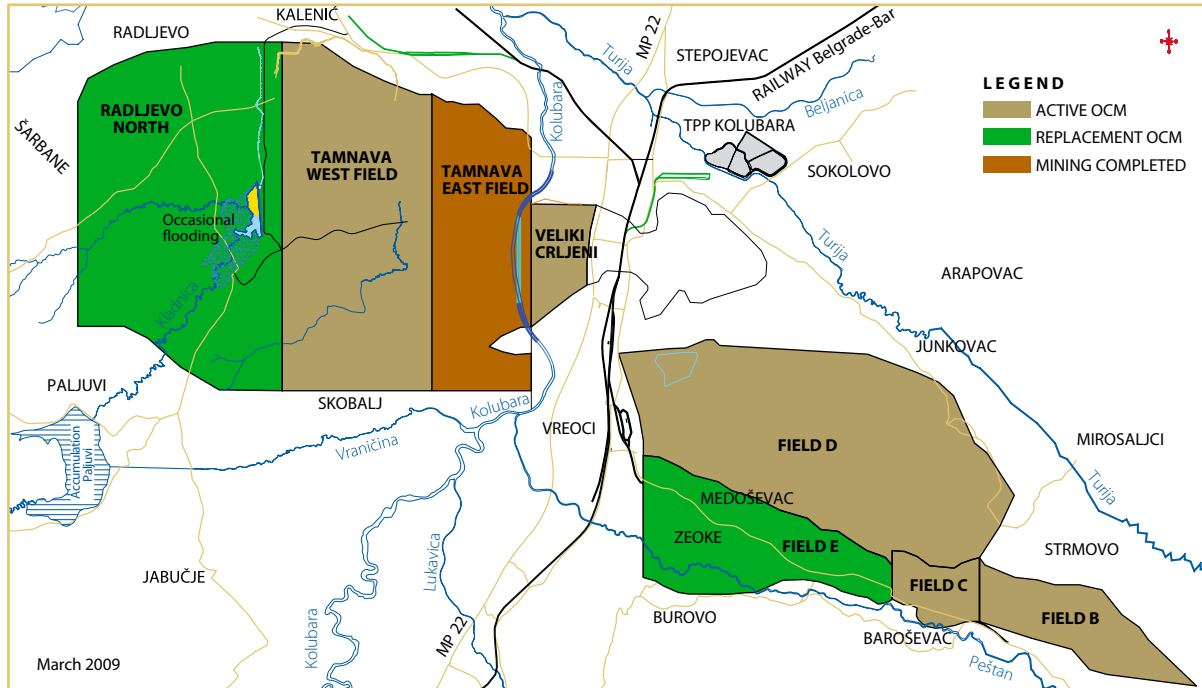 RADLJEVO
KALENIĆ
MP 22
STEPOJEVAC
Turija
RAILWAY Belgrade-Bar
Beljanica
LEGEND
ACTIVE OCM
REPLACEMENT OCM
MINING COMPLETED
ŠARBANE
RADLJEVO
NORTH
TAMNAVA
WEST FIELD
TAMNAVA
EAST FIELD
Kolubara
TPP KOLUBARA
SOKOLOVO
Occasional
flooding
VELIKI
CRLJENI
Turija
ARAPOVAC
Kladnica
JUNKOVAC
PALJUVI
SKOBALJ
Kolubara
VREOCI
Vraničina
Accumulation
Paljuvi
FIELD D
MIROSALJCI
Turija
MEDOŠEVAC
ZEOKE
FIELD E
STRMOVO
JABUČJE
Lukavica
FIELD C
FIELD B
BUROVO
BAROŠEVAC
Kolubara
MP 22
Peštan
March 2009